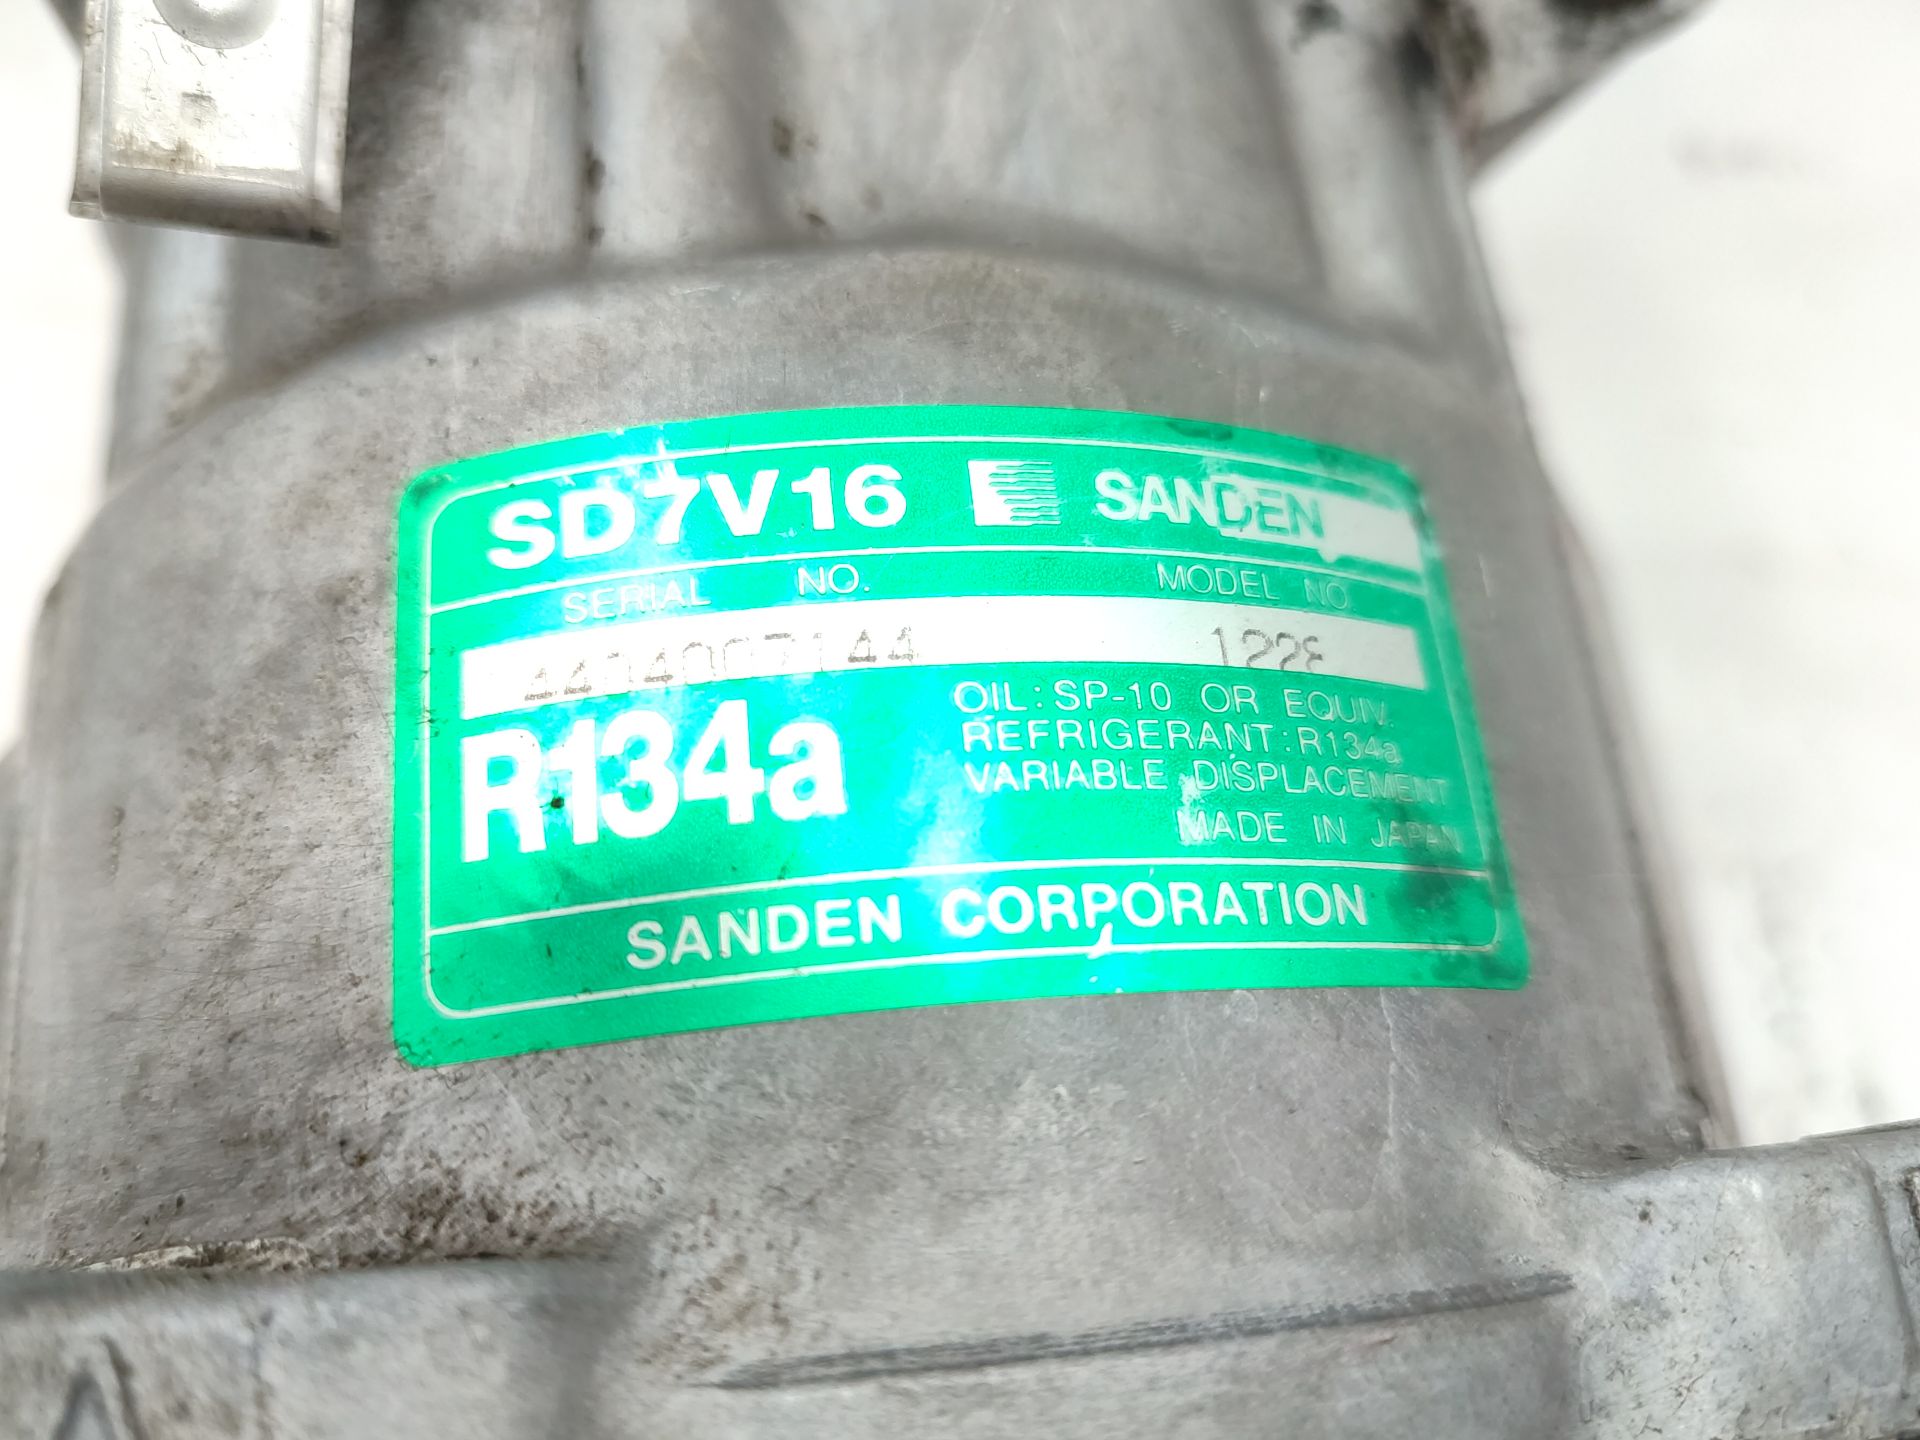 SD7V16 SANDEN
SERIAL NO. MODEL NO.
R134a
OIL: SP-10 OR EQUIV.
REFRIGERANT: R134a
VARIABLE DISPLACEMENT
MADE IN JAPAN
SANDEN CORPORATION